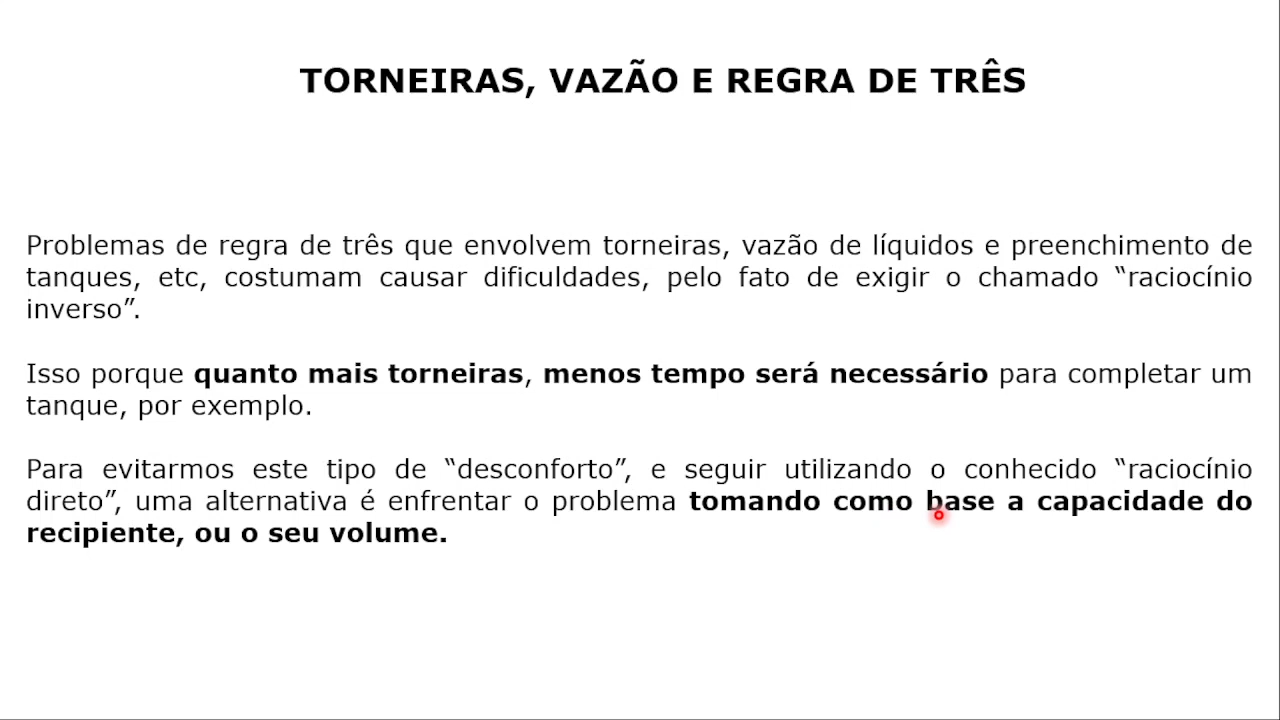 TORNEIRAS, VAZÃO E REGRA DE TRÊS
Problemas de regra de três que envolvem torneiras, vazão de líquidos e preenchimento de
tanques, etc, costumam causar dificuldades, pelo fato de exigir o chamado “raciocínio
inverso”.
Isso porque quanto mais torneiras, menos tempo será necessário para completar um
tanque, por exemplo.
Para evitarmos este tipo de “desconforto”, e seguir utilizando o conhecido “raciocínio
direto”, uma alternativa é enfrentar o problema tomando como base a capacidade do
recipiente, ou o seu volume.